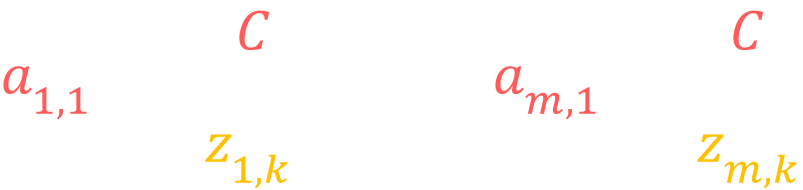 C C
a_{1,1} a_{m,1}
z_{1,k} z_{m,k}